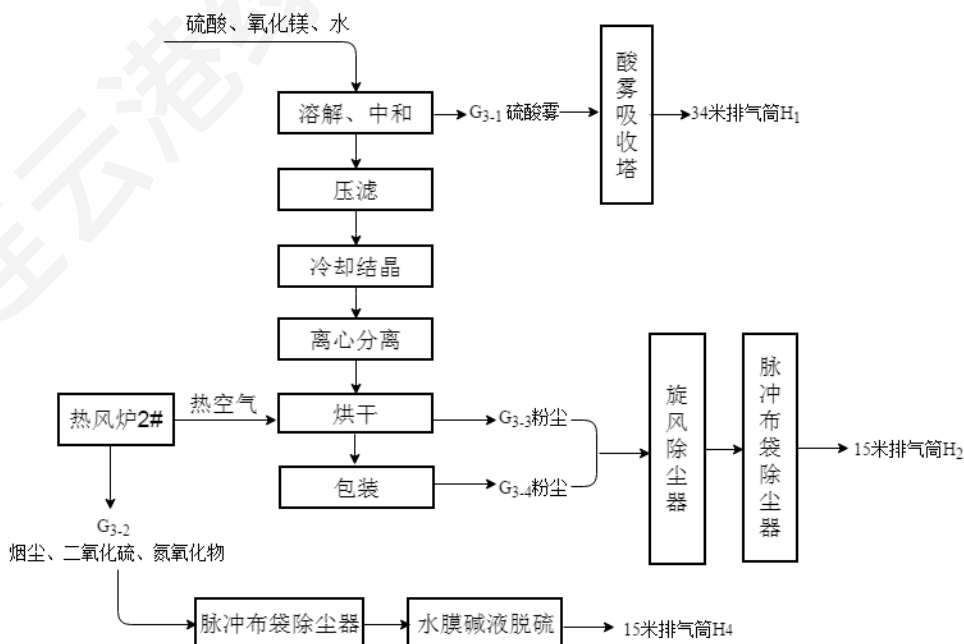 硫酸、氧化镁、水
溶解、中和
G3-1 硫酸雾
酸雾吸收塔
34米排气筒H1
压滤
冷却结晶
离心分离
热风炉2#
热空气
烘干
G3-3粉尘
包装
G3-4粉尘
旋风除尘器
脉冲布袋除尘器
15米排气筒H2
G3-2
烟尘、二氧化硫、氮氧化物
脉冲布袋除尘器
水膜碱液脱硫
15米排气筒H4
连云港